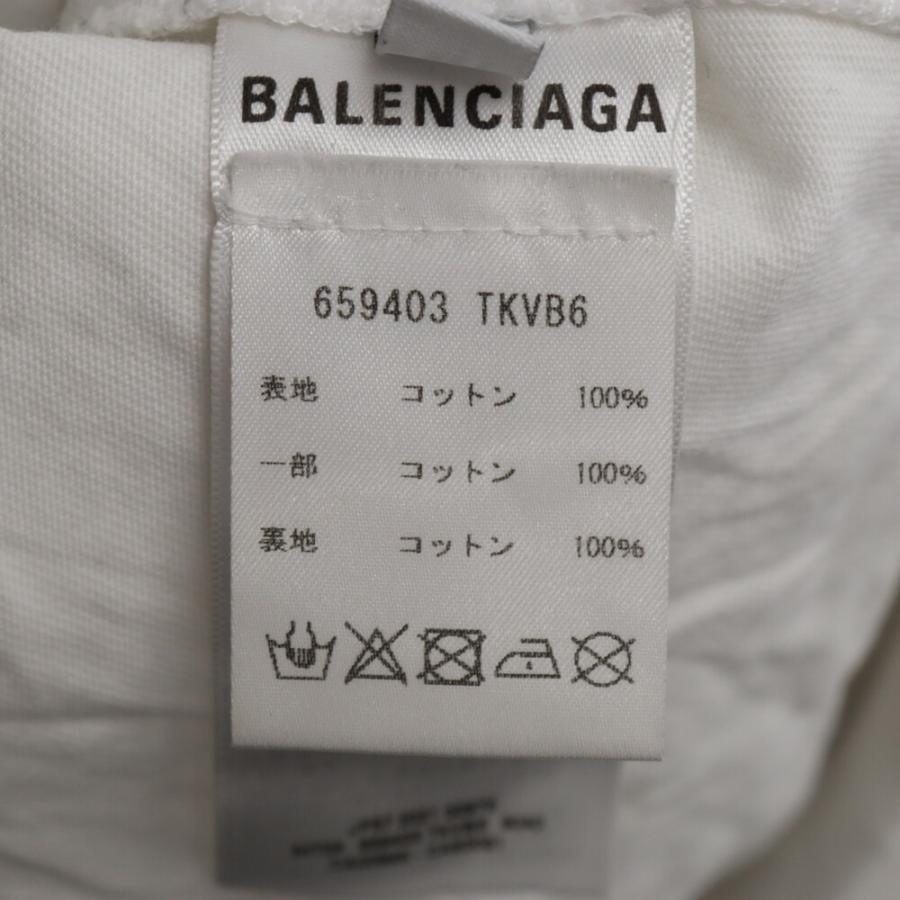 BALENCIAGA
659403 TKVB6
表地 コットン 100%
一部 コットン 100%
裏地 コットン 100%